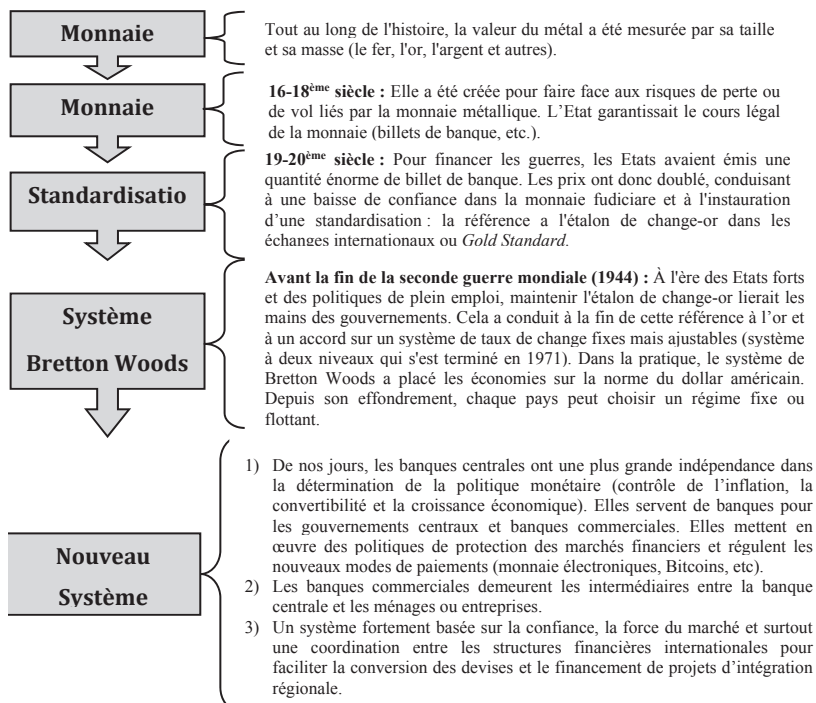 Monnaie
Tout au long de l'histoire, la valeur du métal a été mesurée par sa taille
et sa masse (le fer, l'or, l'argent et autres).
Monnaie
16-18ème siècle : Elle a été créée pour faire face aux risques de perte ou
de vol liés par la monnaie métallique. L'Etat garantissait le cours légal
de la monnaie (billets de banque, etc.).
Standardisatio
19-20ème siècle : Pour financer les guerres, les Etats avaient émis une
quantité énorme de billet de banque. Les prix ont donc doublé, conduisant
à une baisse de confiance dans la monnaie fudiciare et à l'instauration
d'une standardisation : la référence a l'étalon de change-or dans les
échanges internationaux ou Gold Standard.
Système
Bretton Woods
Avant la fin de la seconde guerre mondiale (1944) : À l'ère des Etats forts
et des politiques de plein emploi, maintenir l'étalon de change-or lierait les
mains des gouvernements. Cela a conduit à la fin de cette référence à l'or et
à un accord sur un système de taux de change fixes mais ajustables (système
à deux niveaux qui s'est terminé en 1971). Dans la pratique, le système de
Bretton Woods a placé les économies sur la norme du dollar américain.
Depuis son effondrement, chaque pays peut choisir un régime fixe ou
flottant.
Nouveau
Système
1) De nos jours, les banques centrales ont une plus grande indépendance dans
la détermination de la politique monétaire (contrôle de l'inflation, la
convertibilité et la croissance économique). Elles servent de banques pour
les gouvernements centraux et banques commerciales. Elles mettent en
œuvre des politiques de protection des marchés financiers et régulent les
nouveaux modes de paiements (monnaie électroniques, Bitcoins, etc).
2) Les banques commerciales demeurent les intermédiaires entre la banque
centrale et les ménages ou entreprises.
3) Un système fortement basée sur la confiance, la force du marché et surtout
une coordination entre les structures financières internationales pour
faciliter la conversion des devises et le financement de projets d'intégration
régionale.